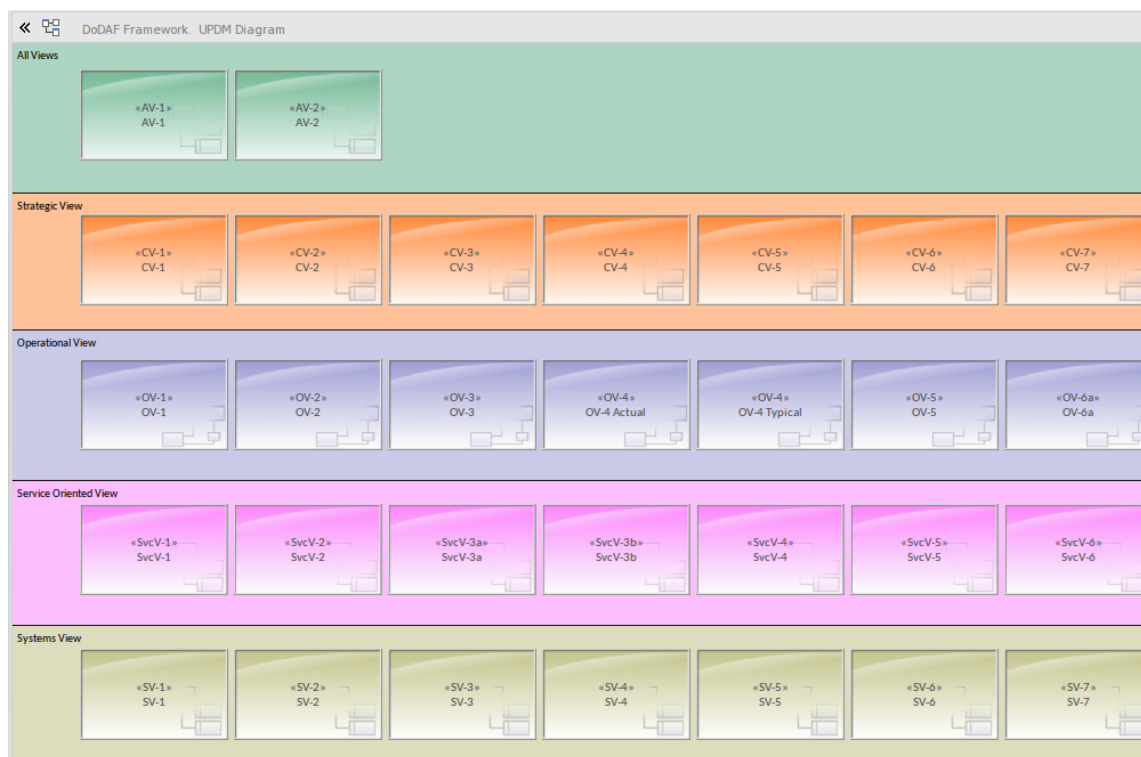 « DoDAF Framework. UPDM Diagram
All Views
«AV-1» «AV-2»
AV-1 AV-2
Strategic View
«CV-1» «CV-2» «CV-3» «CV-4» «CV-5» «CV-6» «CV-7»
CV-1 CV-2 CV-3 CV-4 CV-5 CV-6 CV-7
Operational View
«OV-1» «OV-2» «OV-3» «OV-4» «OV-4» «OV-5» «OV-6a»
OV-1 OV-2 OV-3 OV-4 Actual OV-4 Typical OV-5 OV-6a
Service Oriented View
«SvcV-1» «SvcV-2» «SvcV-3a» «SvcV-3b» «SvcV-4» «SvcV-5» «SvcV-6»
SvcV-1 SvcV-2 SvcV-3a SvcV-3b SvcV-4 SvcV-5 SvcV-6
Systems View
«SV-1» «SV-2» «SV-3» «SV-4» «SV-5» «SV-6» «SV-7»
SV-1 SV-2 SV-3 SV-4 SV-5 SV-6 SV-7